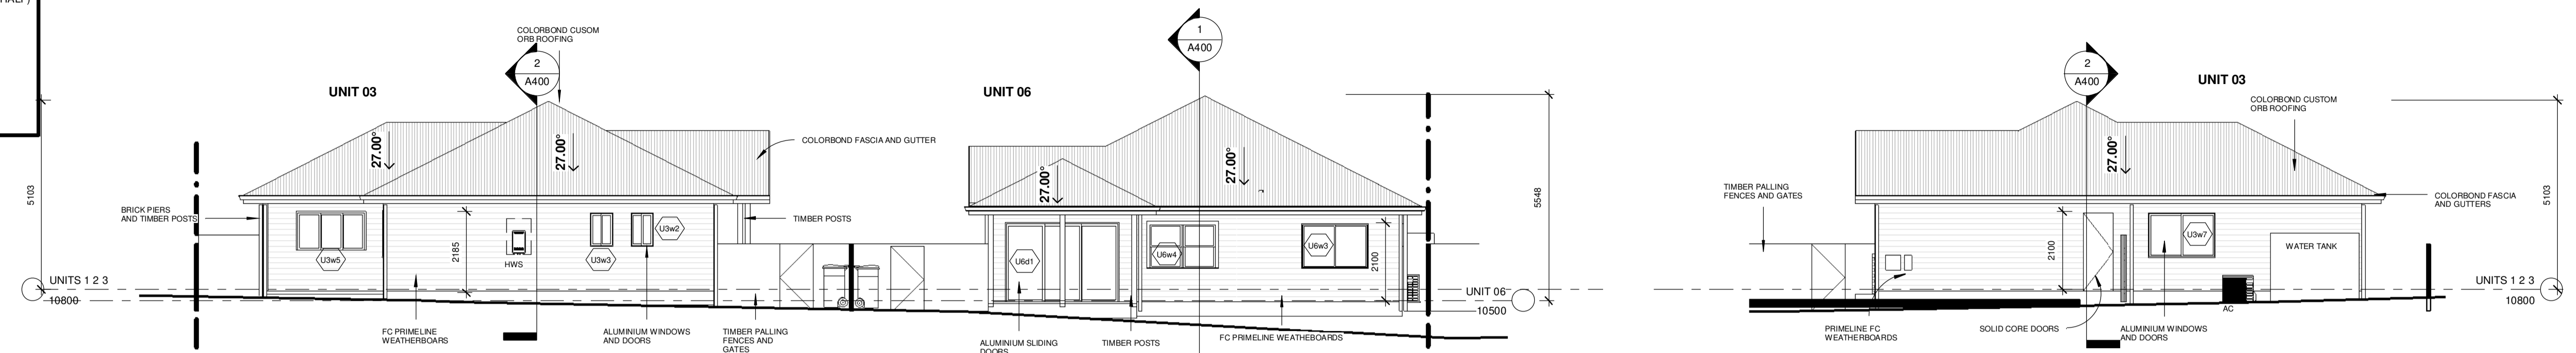 HALF)
COLORBOND CUSOM
ORB ROOFING
2
A400
UNIT 03
27.00°
27.00°
COLORBOND FASCIA AND GUTTER
5103
BRICK PIERS
AND TIMBER POSTS
TIMBER POSTS
U3w5
2185
HWS
U3w3
U3w2
UNITS 1 2 3
10800
FC PRIMELINE
WEATHERBOARS
ALUMINIUM WINDOWS
AND DOORS
TIMBER PALLING
FENCES AND
GATES
1
A400
UNIT 06
27.00°
27.00°
5548
U6d1
U6w4
U6w3
2100
UNIT 06
10500
ALUMINIUM SLIDING
DOORS
TIMBER POSTS
FC PRIMELINE WEATHEBOARDS
2
A400
UNIT 03
COLORBOND CUSTOM
ORB ROOFING
27.00°
TIMBER PALLING
FENCES AND GATES
COLORBOND FASCIA
AND GUTTERS
5103
2100
U3w7
WATER TANK
AC
UNITS 1 2 3
10800
PRIMELINE FC
WEATHERBOARDS
SOLID CORE DOORS
ALUMINIUM WINDOWS
AND DOORS